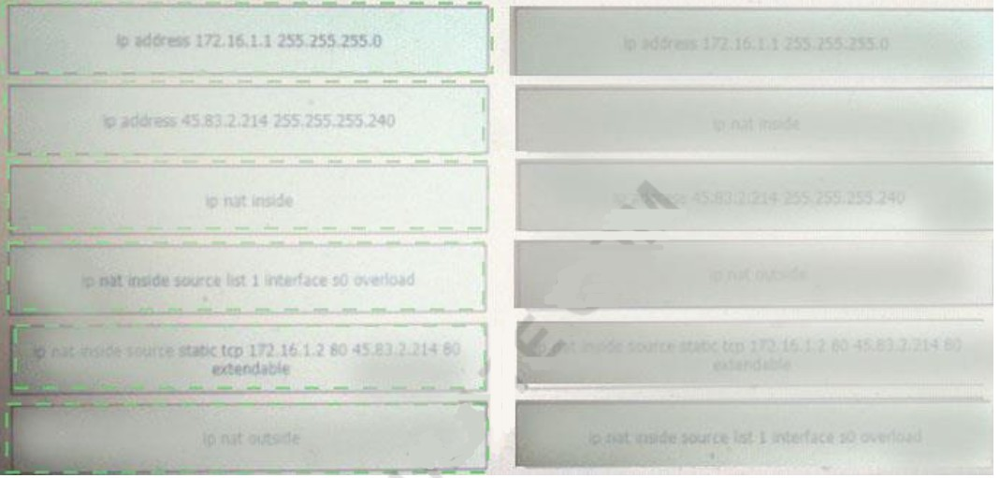 ip address 172.16.1.1 255.255.255.0
ip address 45.83.2.214 255.255.255.240
ip nat inside
ip nat inside source list 1 interface s0 overload
ip nat inside source static tcp 172.16.1.2 80 45.83.2.214 80
extendable
ip nat outside
ip address 172.16.1.1 255.255.255.0
ip nat inside
ip address 45.83.2.214 255.255.255.240
ip nat outside
ip nat inside source static tcp 172.16.1.2 80 45.83.2.214 80
extendable
ip nat inside source list 1 interface s0 overload